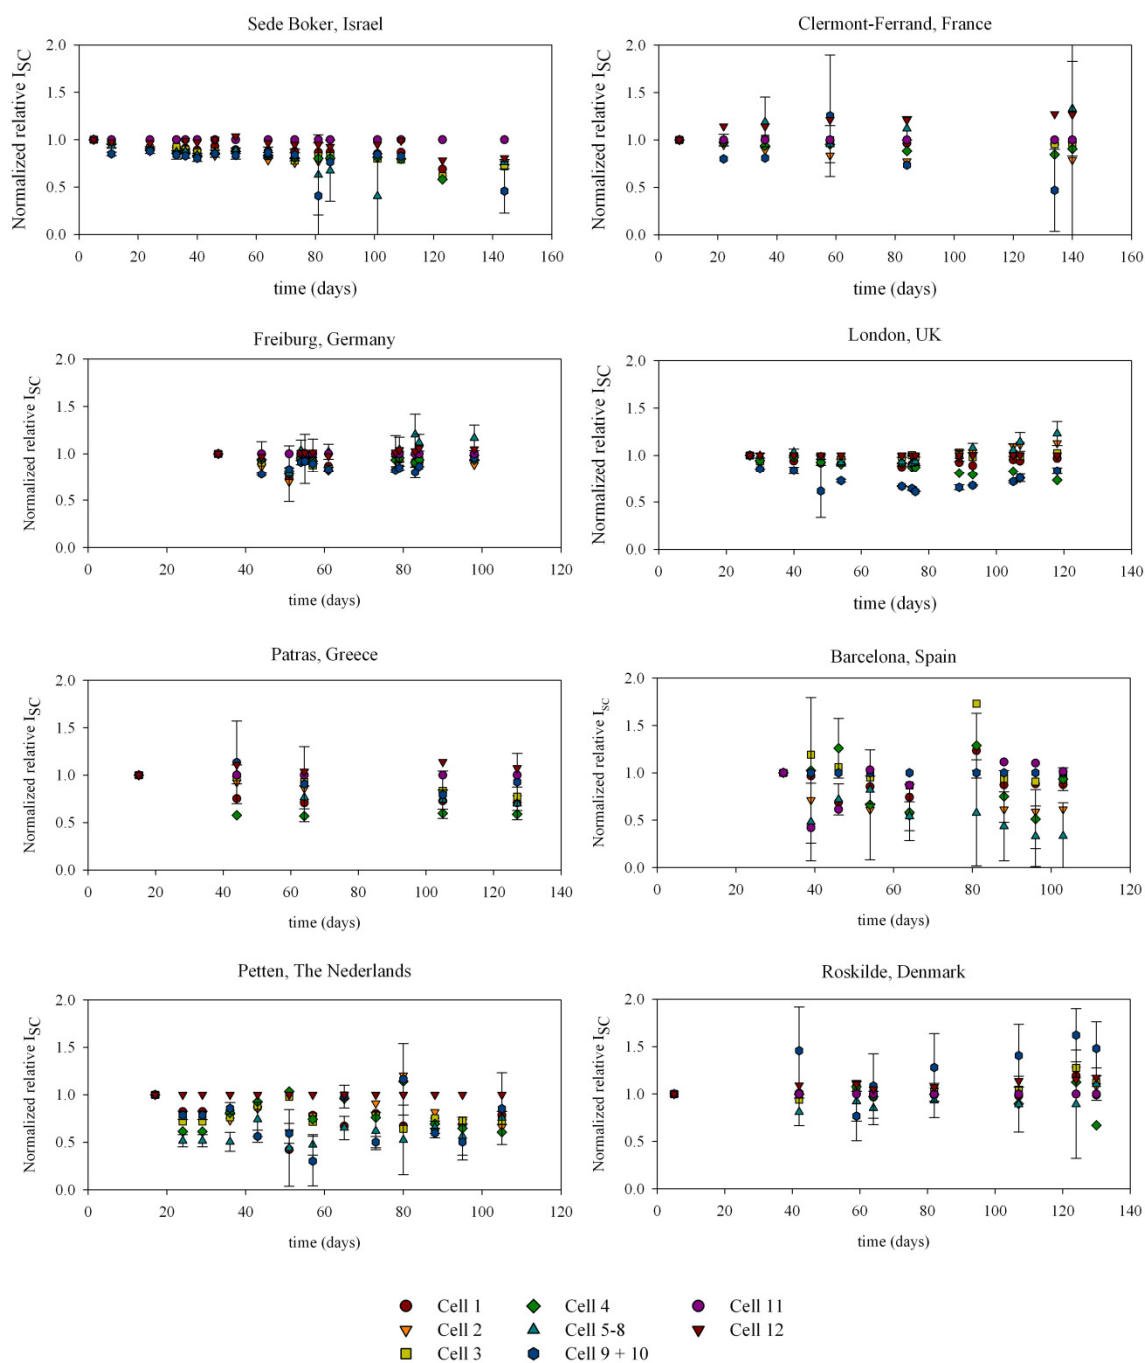 Sede Boker, Israel
Normalized relative ISC
2.0
1.5
1.0
0.5
0.0
0 20 40 60 80 100 120 140 160
time (days)
Clermont-Ferrand, France
Normalized relative ISC
2.0
1.5
1.0
0.5
0.0
0 20 40 60 80 100 120 140 160
time (days)
Freiburg, Germany
Normalized relative ISC
2.0
1.5
1.0
0.5
0.0
0 20 40 60 80 100 120
time (days)
London, UK
Normalized relative ISC
2.0
1.5
1.0
0.5
0.0
0 20 40 60 80 100 120 140
time (days)
Patras, Greece
Normalized relative ISC
2.0
1.5
1.0
0.5
0.0
0 20 40 60 80 100 120 140
time (days)
Barcelona, Spain
Normalized relative Isc
2.0
1.5
1.0
0.5
0.0
0 20 40 60 80 100 120
time (days)
Petten, The Nederlands
Normalized relative ISC
2.0
1.5
1.0
0.5
0.0
0 20 40 60 80 100 120
time (days)
Roskilde, Denmark
Normalized relative ISC
2.0
1.5
1.0
0.5
0.0
0 20 40 60 80 100 120 140
time (days)
Cell 1 Cell 4 Cell 11
Cell 2 Cell 5-8 Cell 12
Cell 3 Cell 9 + 10